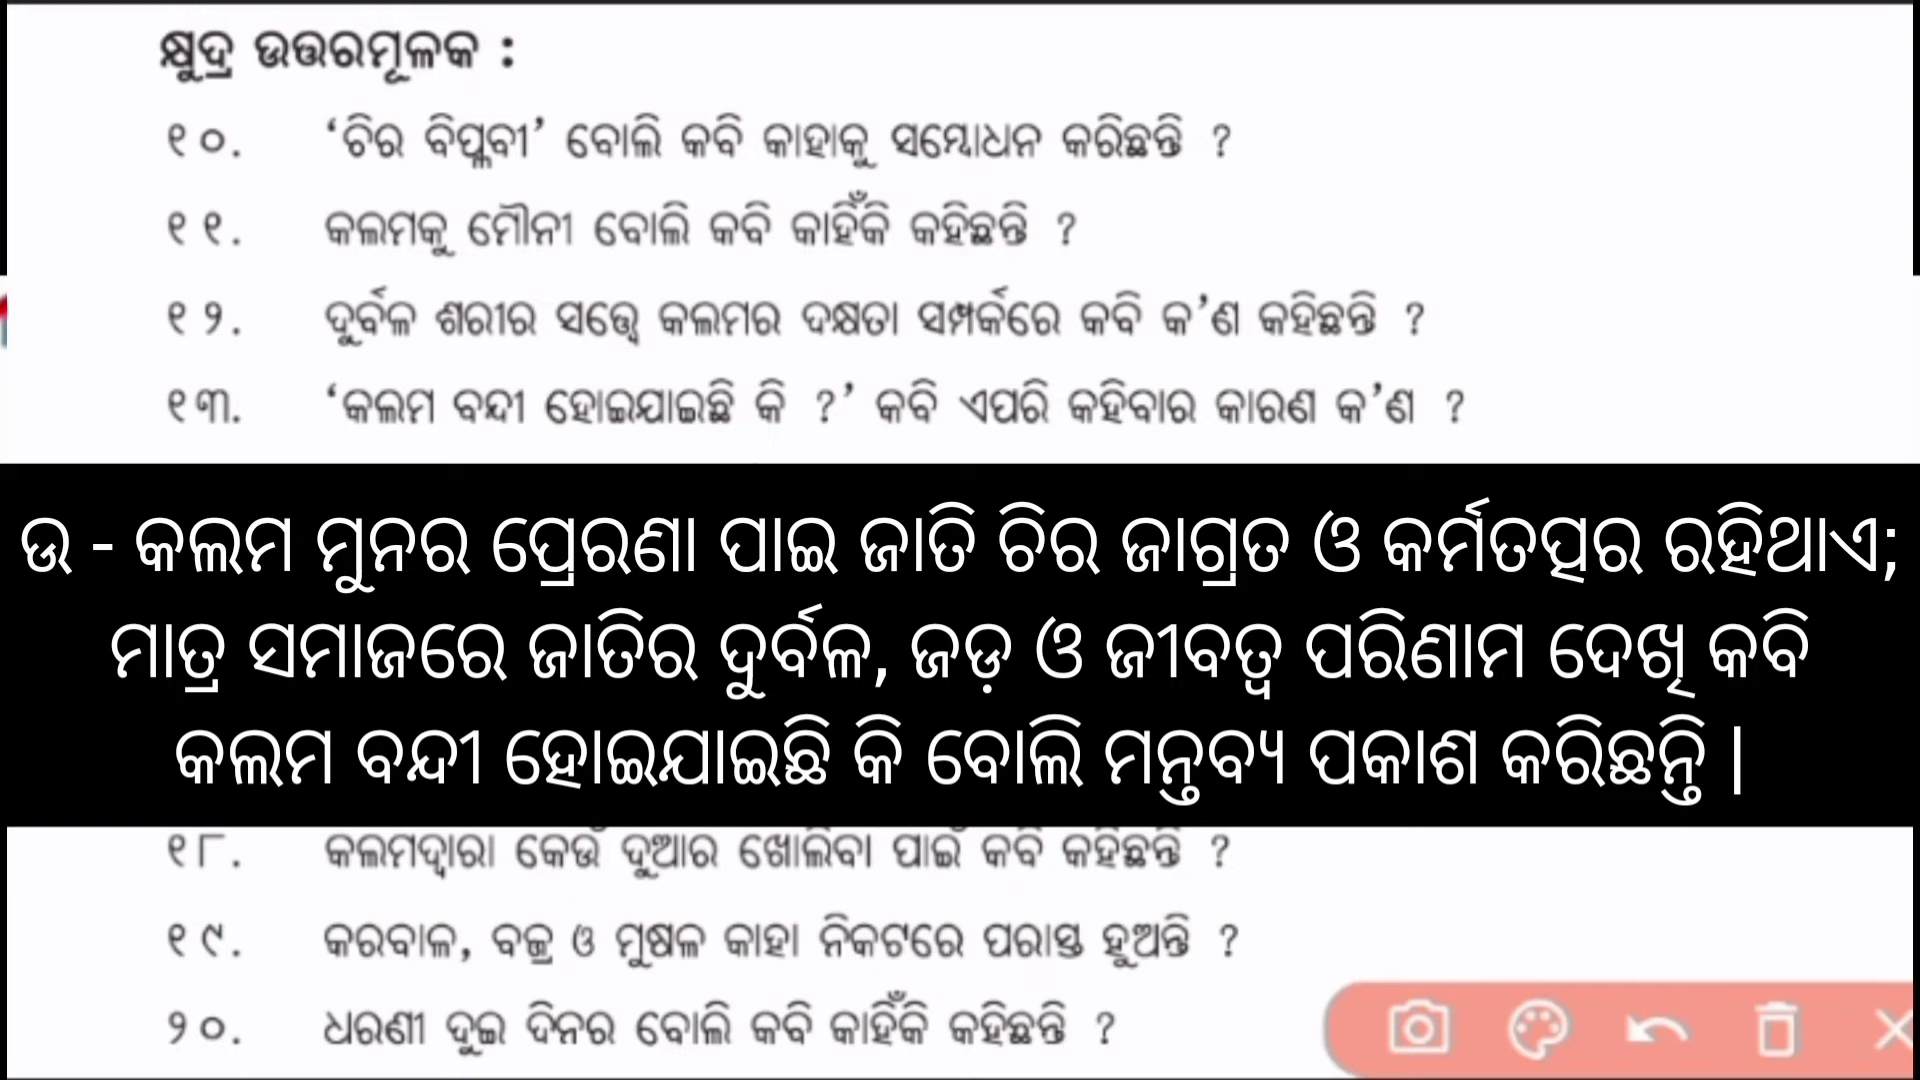 କ୍ଷୁଦ୍ର ଉତ୍ତରମୂଳକ :
୧୦. ‘ଚିର ବିପ୍ଳବୀ’ ବୋଲି କବି କାହାକୁ ସମ୍ବୋଧନ କରିଛନ୍ତି ?
୧୧. କଲମକୁ ମୌନୀ ବୋଲି କବି କାହିଁକି କହିଛନ୍ତି ?
୧୨. ଦୁର୍ବଳ ଶରୀର ସତ୍ତ୍ୱେ କଲମର ଦକ୍ଷତା ସମ୍ପର୍କରେ କବି କ’ଣ କହିଛନ୍ତି ?
୧୩. ‘କଲମ ବନ୍ଦୀ ହୋଇଯାଇଛି କି ?’ କବି ଏପରି କହିବାର କାରଣ କ’ଣ ?
ଉ - କଲମ ମୁନର ପ୍ରେରଣା ପାଇ ଜାତି ଚିର ଜାଗ୍ରତ ଓ କର୍ମତତ୍ପର ରହିଥାଏ;
ମାତ୍ର ସମାଜରେ ଜାତିର ଦୁର୍ବଳ, ଜଡ଼ ଓ ଜୀବତ୍ୱ ପରିଣାମ ଦେଖି କବି
କଲମ ବନ୍ଦୀ ହୋଇଯାଇଛି କି ବୋଲି ମନ୍ତବ୍ୟ ପକାଶ କରିଛନ୍ତି |
୧୮. କଲମଦ୍ୱାରା କେଉଁ ଦୁଆର ଖୋଲିବା ପାଇଁ କବି କହିଛନ୍ତି ?
୧୯. କରବାଳ, ବଜ୍ର ଓ ମୁଷଳ କାହା ନିକଟରେ ପରାସ୍ତ ହୁଅନ୍ତି ?
୨୦. ଧରଣୀ ଦୁଇ ଦିନର ବୋଲି କବି କାହିଁକି କହିଛନ୍ତି ?